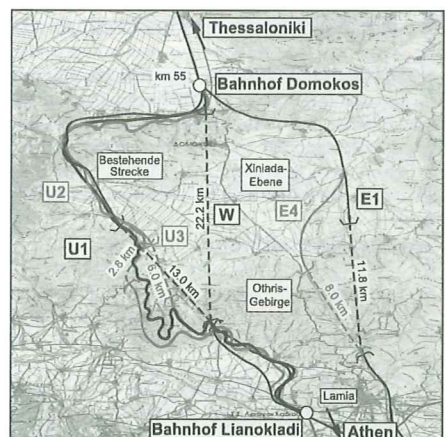 Thessaloniki
km 55
Bahnhof Domokos
Bestehende
Strecke
Xiniada-
Ebene
U2
E4
E1
W
22.2 km
U1
U3
2.8 km
6.0 km
13.0 km
11.8 km
8.0 km
Othris-
Gebirge
Lamia
Bahnhof Lianokladi
Athen